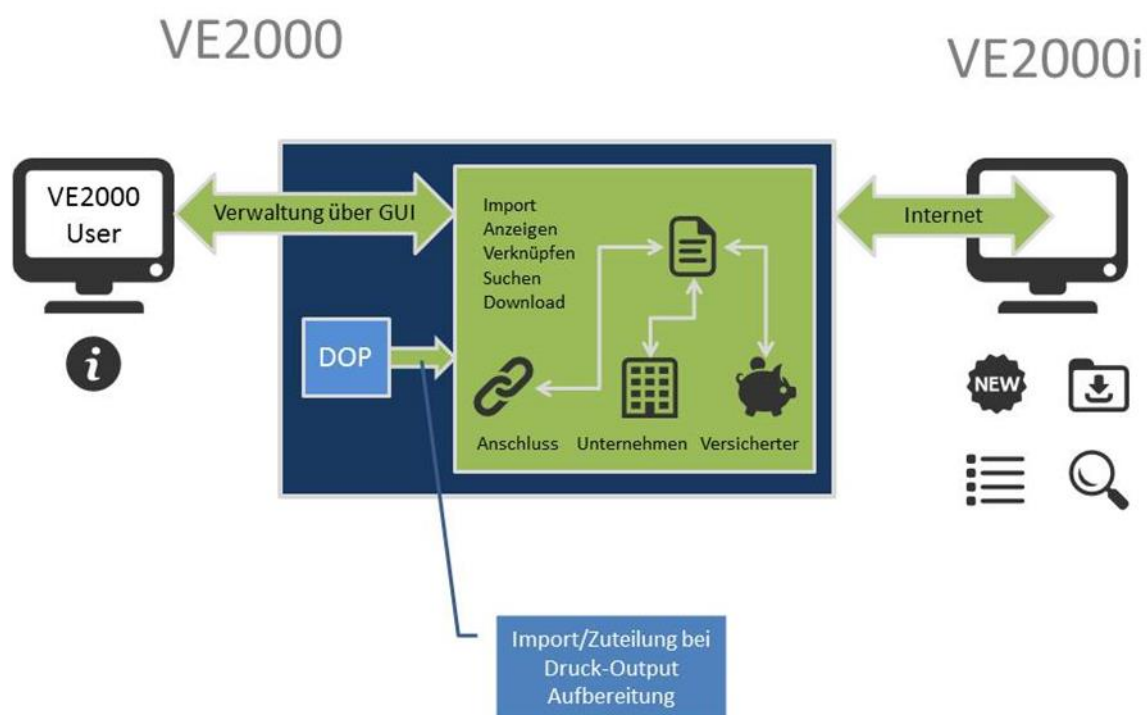 VE2000
VE2000i
VE2000
User
Verwaltung über GUI
Import
Anzeigen
Verknüpfen
Suchen
Download
Internet
DOP
Anschluss
Unternehmen
Versicherter
i
NEW
Import/Zuteilung bei
Druck-Output
Aufbereitung